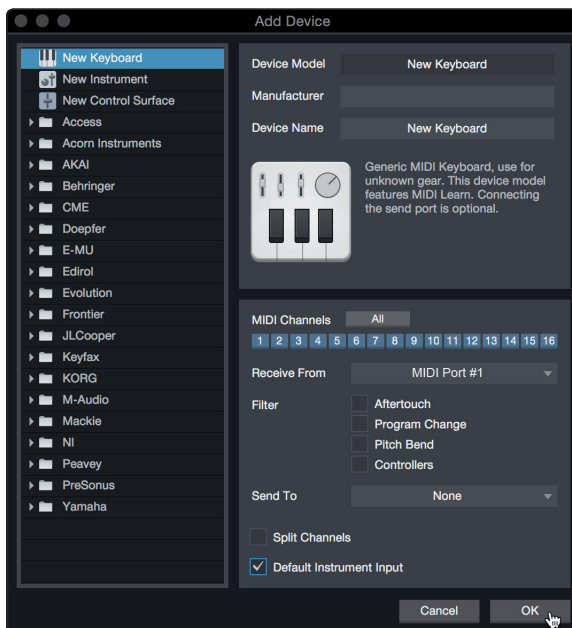 Add Device
New Keyboard
New Instrument
New Control Surface
Access
Acorn Instruments
AKAI
Behringer
CME
Doepfer
E-MU
Edirol
Evolution
Frontier
JLCooper
Keyfax
KORG
M-Audio
Mackie
NI
Peavey
PreSonus
Yamaha
Device Model New Keyboard
Manufacturer
Device Name New Keyboard
Generic MIDI Keyboard, use for
unknown gear. This device model
features MIDI Learn. Connecting
the send port is optional.
MIDI Channels All
1 2 3 4 5 6 7 8 9 10 11 12 13 14 15 16
Receive From MIDI Port #1
Filter Aftertouch
Program Change
Pitch Bend
Controllers
Send To None
Split Channels
Default Instrument Input
Cancel OK